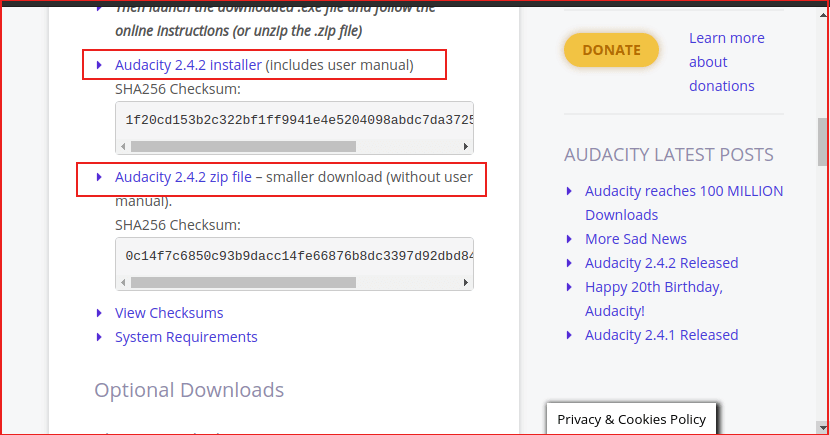 Then launch the downloaded .exe file and follow the
online instructions (or unzip the .zip file)
Audacity 2.4.2 installer (includes user manual)
SHA256 Checksum:
1f20cd153b2c322bf1ff9941e4e5204098abdc7da3725
Audacity 2.4.2 zip file – smaller download (without user
manual).
SHA256 Checksum:
0c14f7c6850c93b9dacc14fe66876b8dc3397d92dbd84
View Checksums
System Requirements
Optional Downloads
DONATE
Learn more
about
donations
AUDACITY LATEST POSTS
Audacity reaches 100 MILLION
Downloads
More Sad News
Audacity 2.4.2 Released
Happy 20th Birthday,
Audacity!
Audacity 2.4.1 Released
Privacy & Cookies Policy